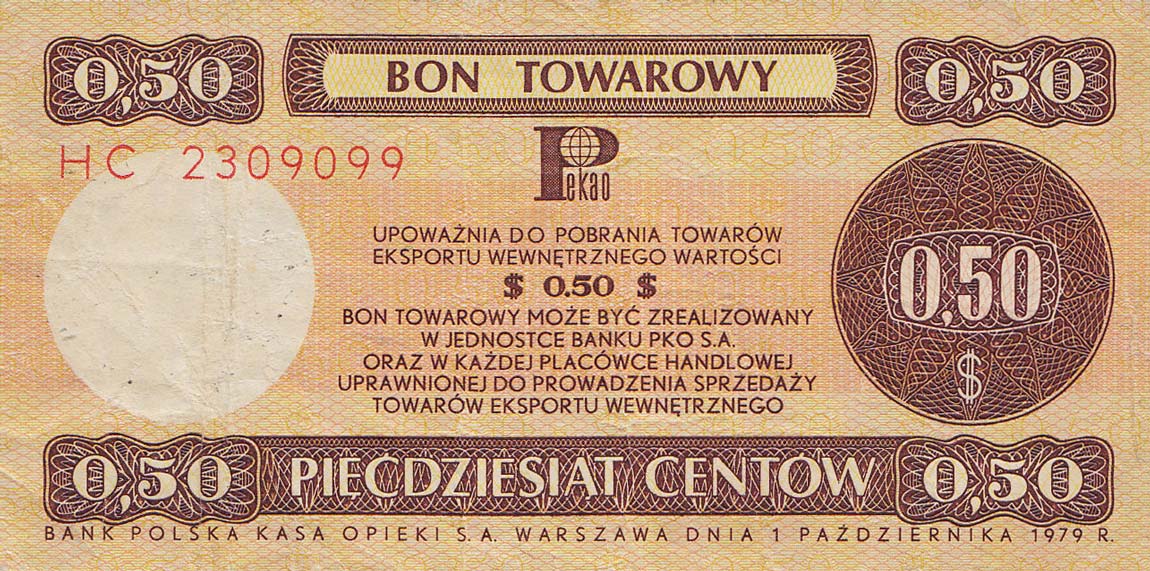 0,50 BON TOWAROWY 0,50
HC 2309099
Pekao
UPOWAŻNIA DO POBRANIA TOWARÓW
EKSPORTU WEWNĘTRZNEGO WARTOŚCI
$ 0.50 $
0,50
$
BON TOWAROWY MOŻE BYĆ ZREALIZOWANY
W JEDNOSTCE BANKU PKO S.A.
ORAZ W KAŻDEJ PLACÓWCE HANDLOWEJ
UPRAWNIONEJ DO PROWADZENIA SPRZEDAŻY
TOWARÓW EKSPORTU WEWNĘTRZNEGO
0,50 PIĘĆDZIESIAT CENTÓW 0,50
BANK POLSKA KASA OPIEKI S.A. WARSZAWA DNIA 1 PAŹDZIERNIKA 1979 R.